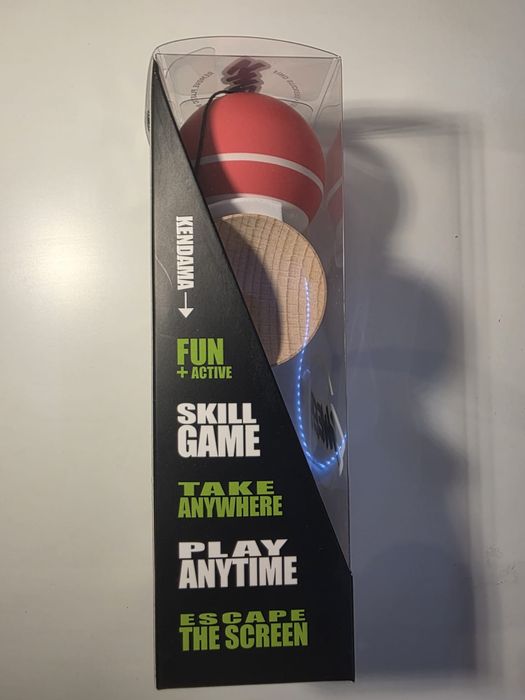 KENDAMA →
FUN
+ ACTIVE
SKILL
GAME
TAKE
ANYWHERE
PLAY
ANYTIME
ESCAPE
THE SCREEN